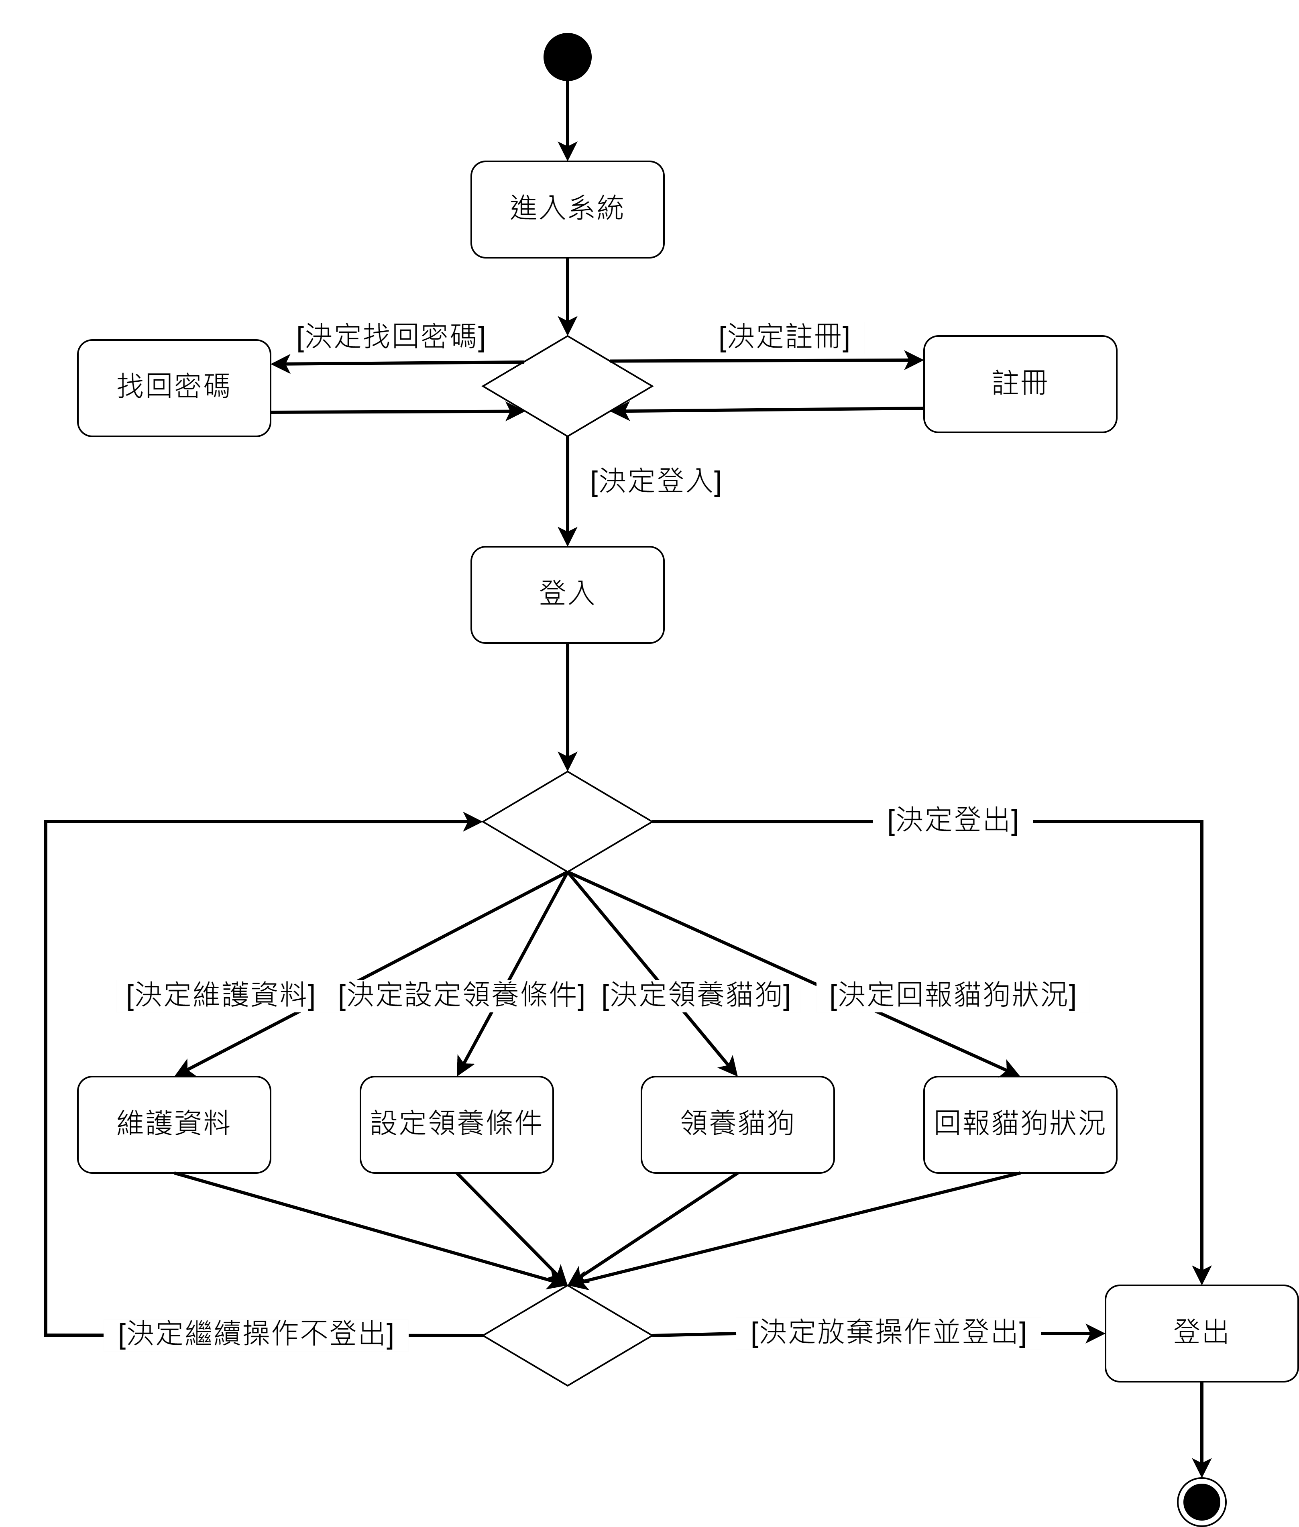 進入系統
[決定找回密碼]
[決定註冊]
找回密碼
註冊
[決定登入]
登入
[決定登出]
[決定維護資料]
[決定設定領養條件]
[決定領養貓狗]
[決定回報貓狗狀況]
維護資料
設定領養條件
領養貓狗
回報貓狗狀況
[決定繼續操作不登出]
[決定放棄操作並登出]
登出